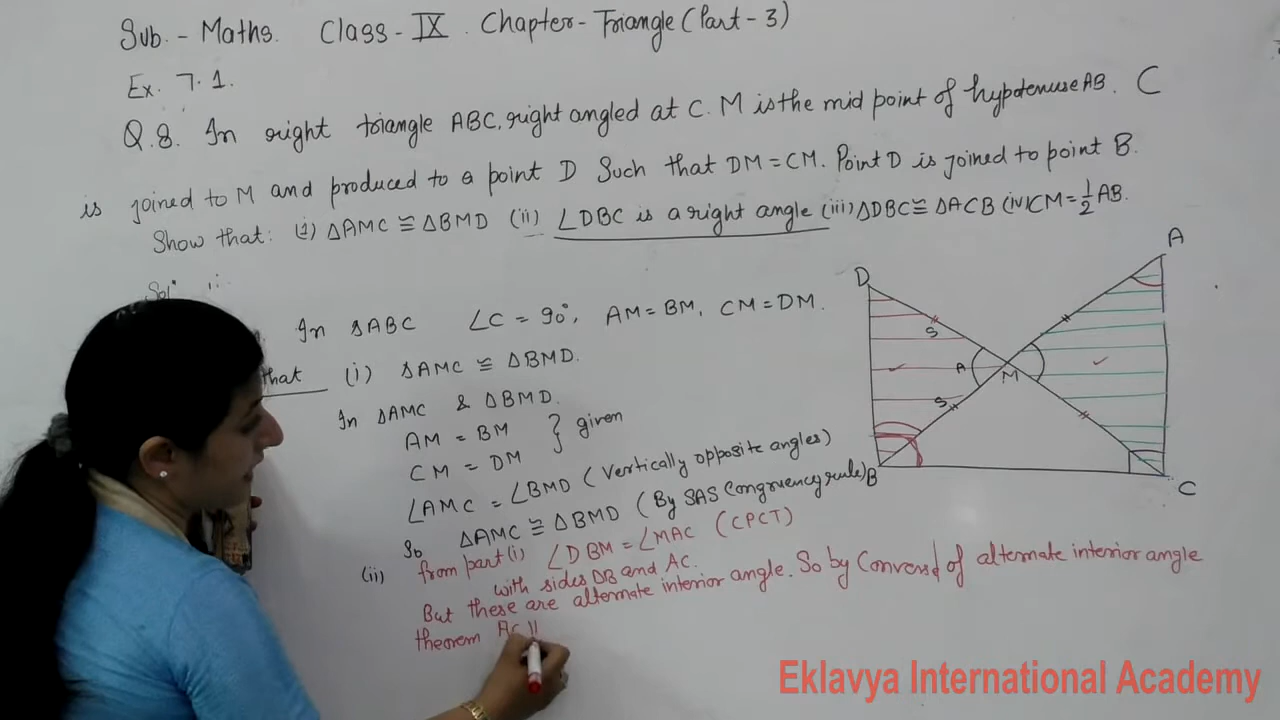 Sub. - Maths. Class - IX. Chapter - Triangle (Part - 3)
Ex. 7.1.
Q.8. In right triangle ABC, right angled at C. M is the mid point of hypotenuse AB. C
is joined to M and produced to a point D Such that DM = CM. Point D is joined to point B.
Show that: (i) ΔAMC ≅ ΔBMD (ii) ∠DBC is a right angle (iii) ΔDBC ≅ ΔACB (iv) CM = 1/2 AB.
Sol
In ΔABC ∠C = 90°, AM = BM, CM = DM.
that (i) ΔAMC ≅ ΔBMD.
In ΔAMC & ΔBMD.
AM = BM
CM = DM } given
∠AMC = ∠BMD (Vertically opposite angles)
So ΔAMC ≅ ΔBMD (By SAS Congruency rule)
(ii) from part (i) ∠DBM = ∠MAC (CPCT)
with sides DB and AC.
But these are alternate interior angle. So by Convers of alternate interior angle
theorem AC ||
D
A
S
A
M
S
B
C
Eklavya International Academy